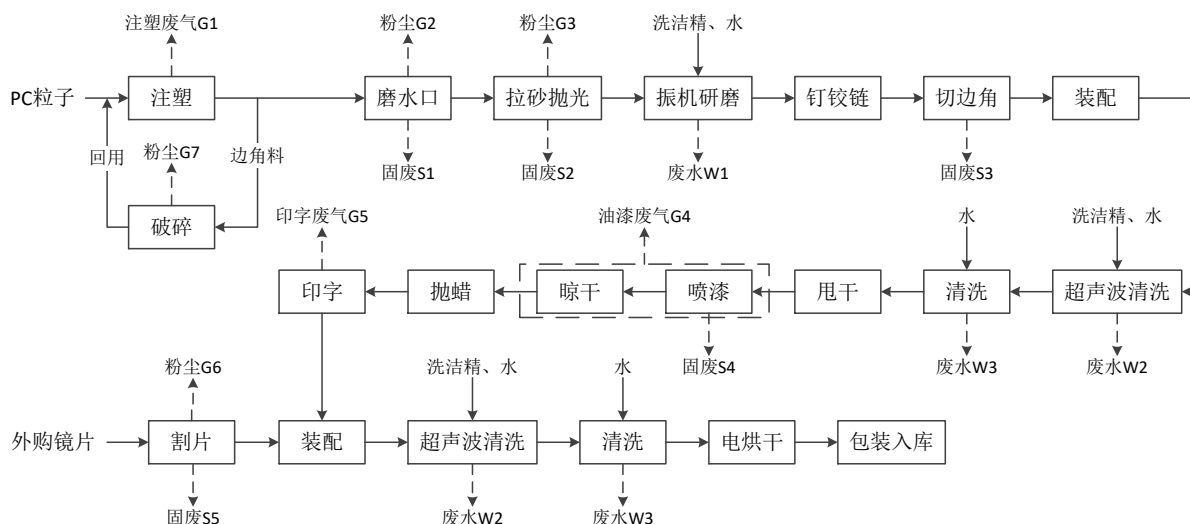 注塑废气G1
粉尘G2
粉尘G3
洗洁精、水
PC粒子
注塑
磨水口
拉砂抛光
振机研磨
钉铰链
切边角
装配
回用
粉尘G7
边角料
固废S1
固废S2
废水W1
固废S3
破碎
印字废气G5
油漆废气G4
水
洗洁精、水
印字
抛蜡
晾干
喷漆
甩干
清洗
超声波清洗
固废S4
废水W3
废水W2
粉尘G6
洗洁精、水
水
外购镜片
割片
装配
超声波清洗
清洗
电烘干
包装入库
固废S5
废水W2
废水W3